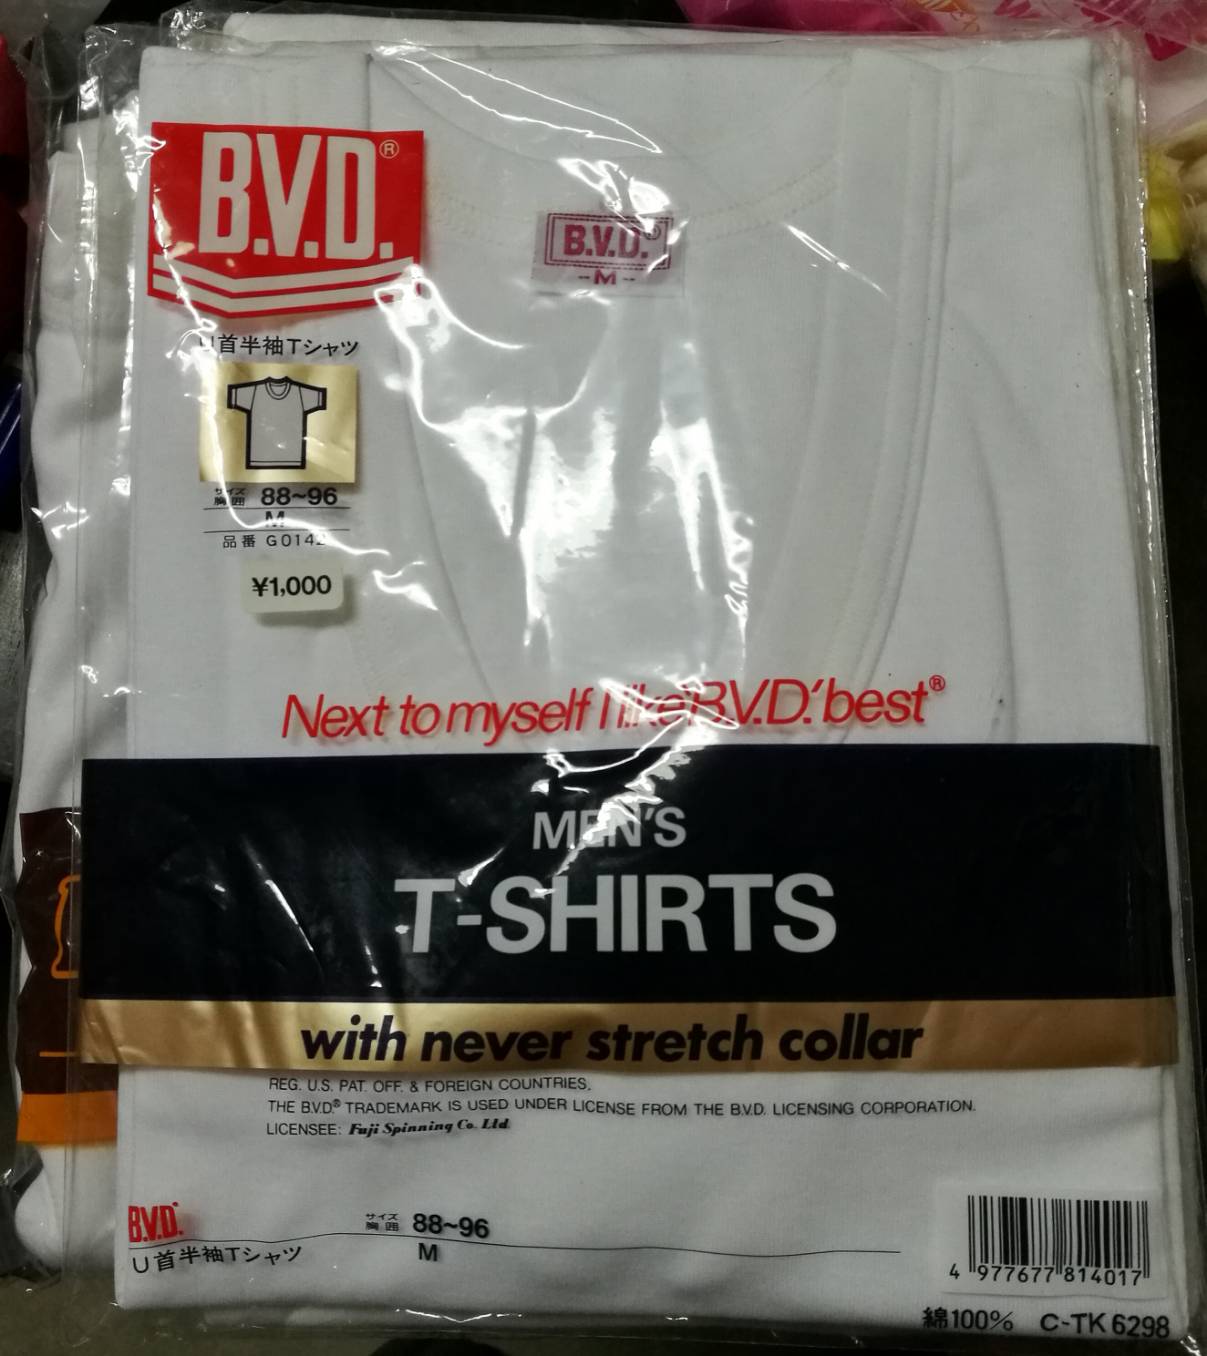 B.V.D.®
B.V.D.®
-M-
U首半袖Tシャツ
サイズ
胸囲 88~96
M
品番 G0142
¥1,000
Next to myself I like 'B.V.D.' best®
MEN'S
T-SHIRTS
with never stretch collar
REG. U.S. PAT. OFF. & FOREIGN COUNTRIES.
THE B.V.D.® TRADEMARK IS USED UNDER LICENSE FROM THE B.V.D. LICENSING CORPORATION.
LICENSEE: Fuji Spinning Co. Ltd.
B.V.D.®
U首半袖Tシャツ
サイズ
胸囲 88~96
M
4 977677 814017
綿100% C-TK 6298